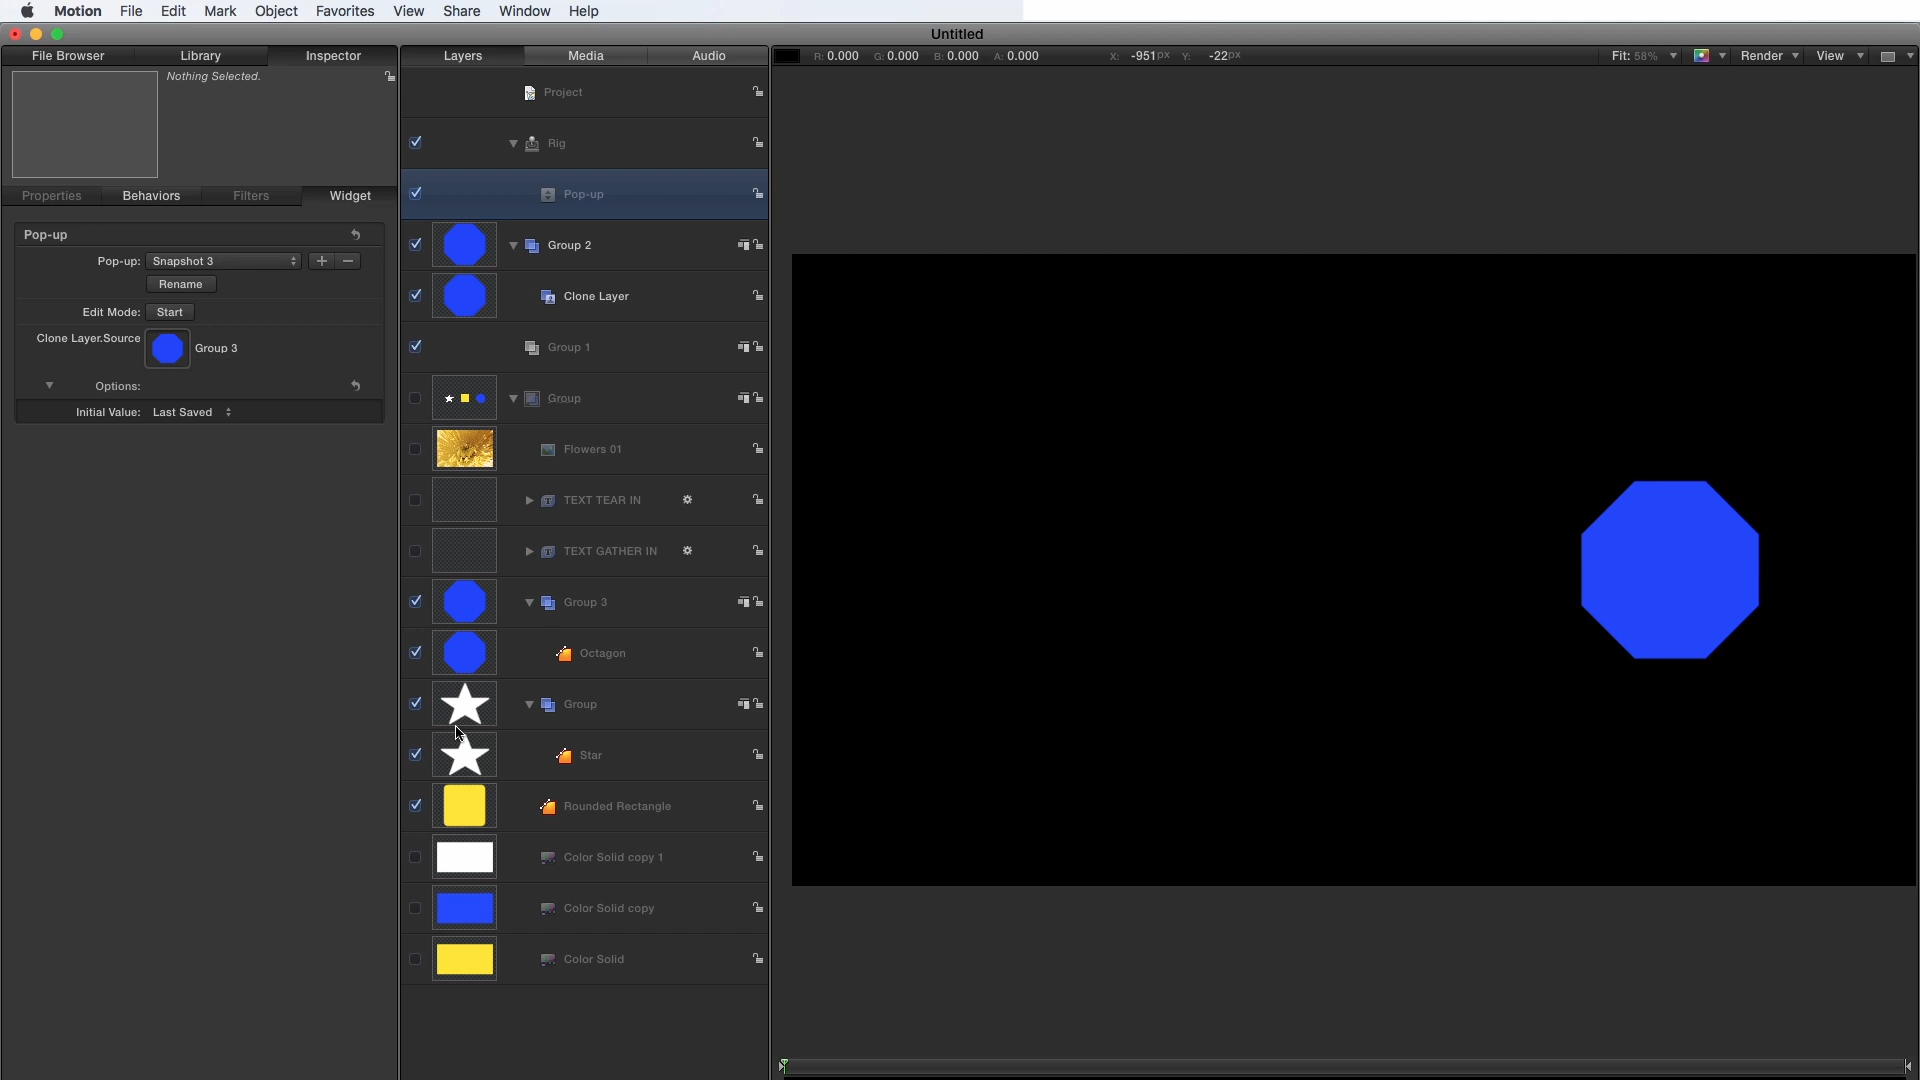 Motion File Edit Mark Object Favorites View Share Window Help
Untitled
File Browser Library Inspector
Layers Media Audio
R: 0.000 G: 0.000 B: 0.000 A: 0.000 X: -951px Y: -22px
Fit: 58% Render View
Nothing Selected.
Properties Behaviors Filters Widget
Pop-up
Pop-up: Snapshot 3
Rename
Edit Mode: Start
Clone Layer.Source Group 3
Options:
Initial Value: Last Saved
Project
Rig
Pop-up
Group 2
Clone Layer
Group 1
Group
Flowers 01
TEXT TEAR IN
TEXT GATHER IN
Group 3
Octagon
Group
Star
Rounded Rectangle
Color Solid copy 1
Color Solid copy
Color Solid